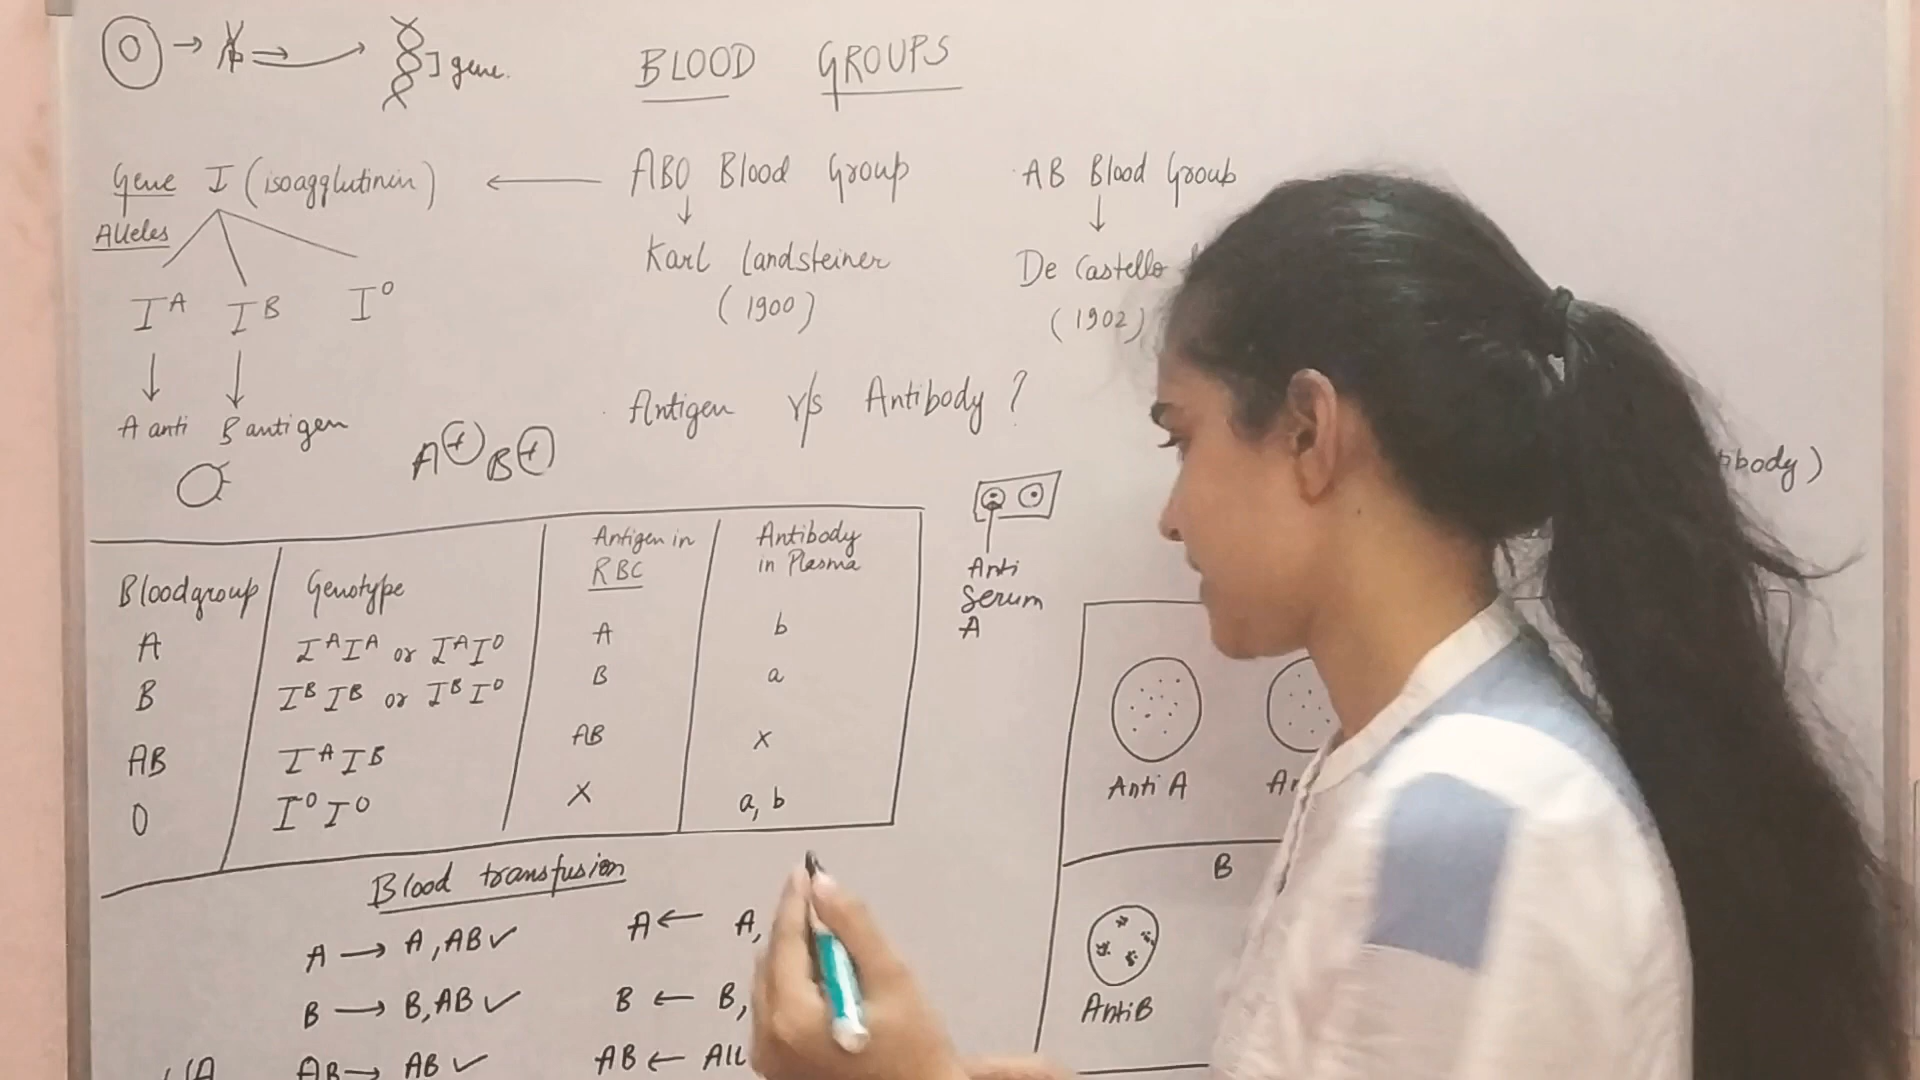 ] gene.
BLOOD GROUPS
Gene I (isoagglutinin) ← ABO Blood Group
AB Blood Group
Alleles
↓ ↓
Karl Landsteiner
(1900)
De Castello
(1902)
I^A I^B I^O
↓ ↓
A anti B antigen
A⊕B⊕
Antigen v/s Antibody ?
Anti
Serum
A
Bloodgroup Genotype Antigen in RBC Antibody in Plasma
A I^A I^A or I^A I^O A b
B I^B I^B or I^B I^O B a
AB I^A I^B AB x
O I^O I^O X a, b
Blood transfusion
A → A, AB ✓ A ← A,
B → B, AB ✓ B ← B,
AB → AB ✓ AB ← All
Anti A
B
Anti B